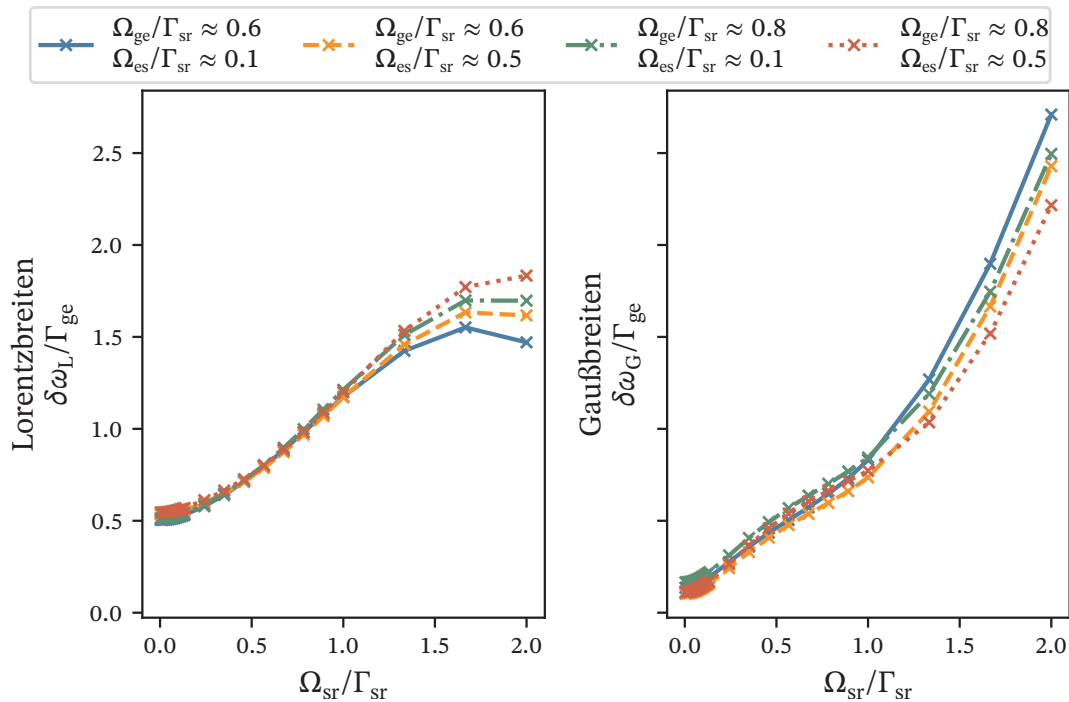 Ω_ge/Γ_sr ≈ 0.6
Ω_es/Γ_sr ≈ 0.1
Ω_ge/Γ_sr ≈ 0.6
Ω_es/Γ_sr ≈ 0.5
Ω_ge/Γ_sr ≈ 0.8
Ω_es/Γ_sr ≈ 0.1
Ω_ge/Γ_sr ≈ 0.8
Ω_es/Γ_sr ≈ 0.5
Lorentzbreiten
δω_L/Γ_ge
2.5
2.0
1.5
1.0
0.5
0.0
0.0 0.5 1.0 1.5 2.0
Ω_sr/Γ_sr
Gaußbreiten
δω_G/Γ_ge
0.0 0.5 1.0 1.5 2.0
Ω_sr/Γ_sr